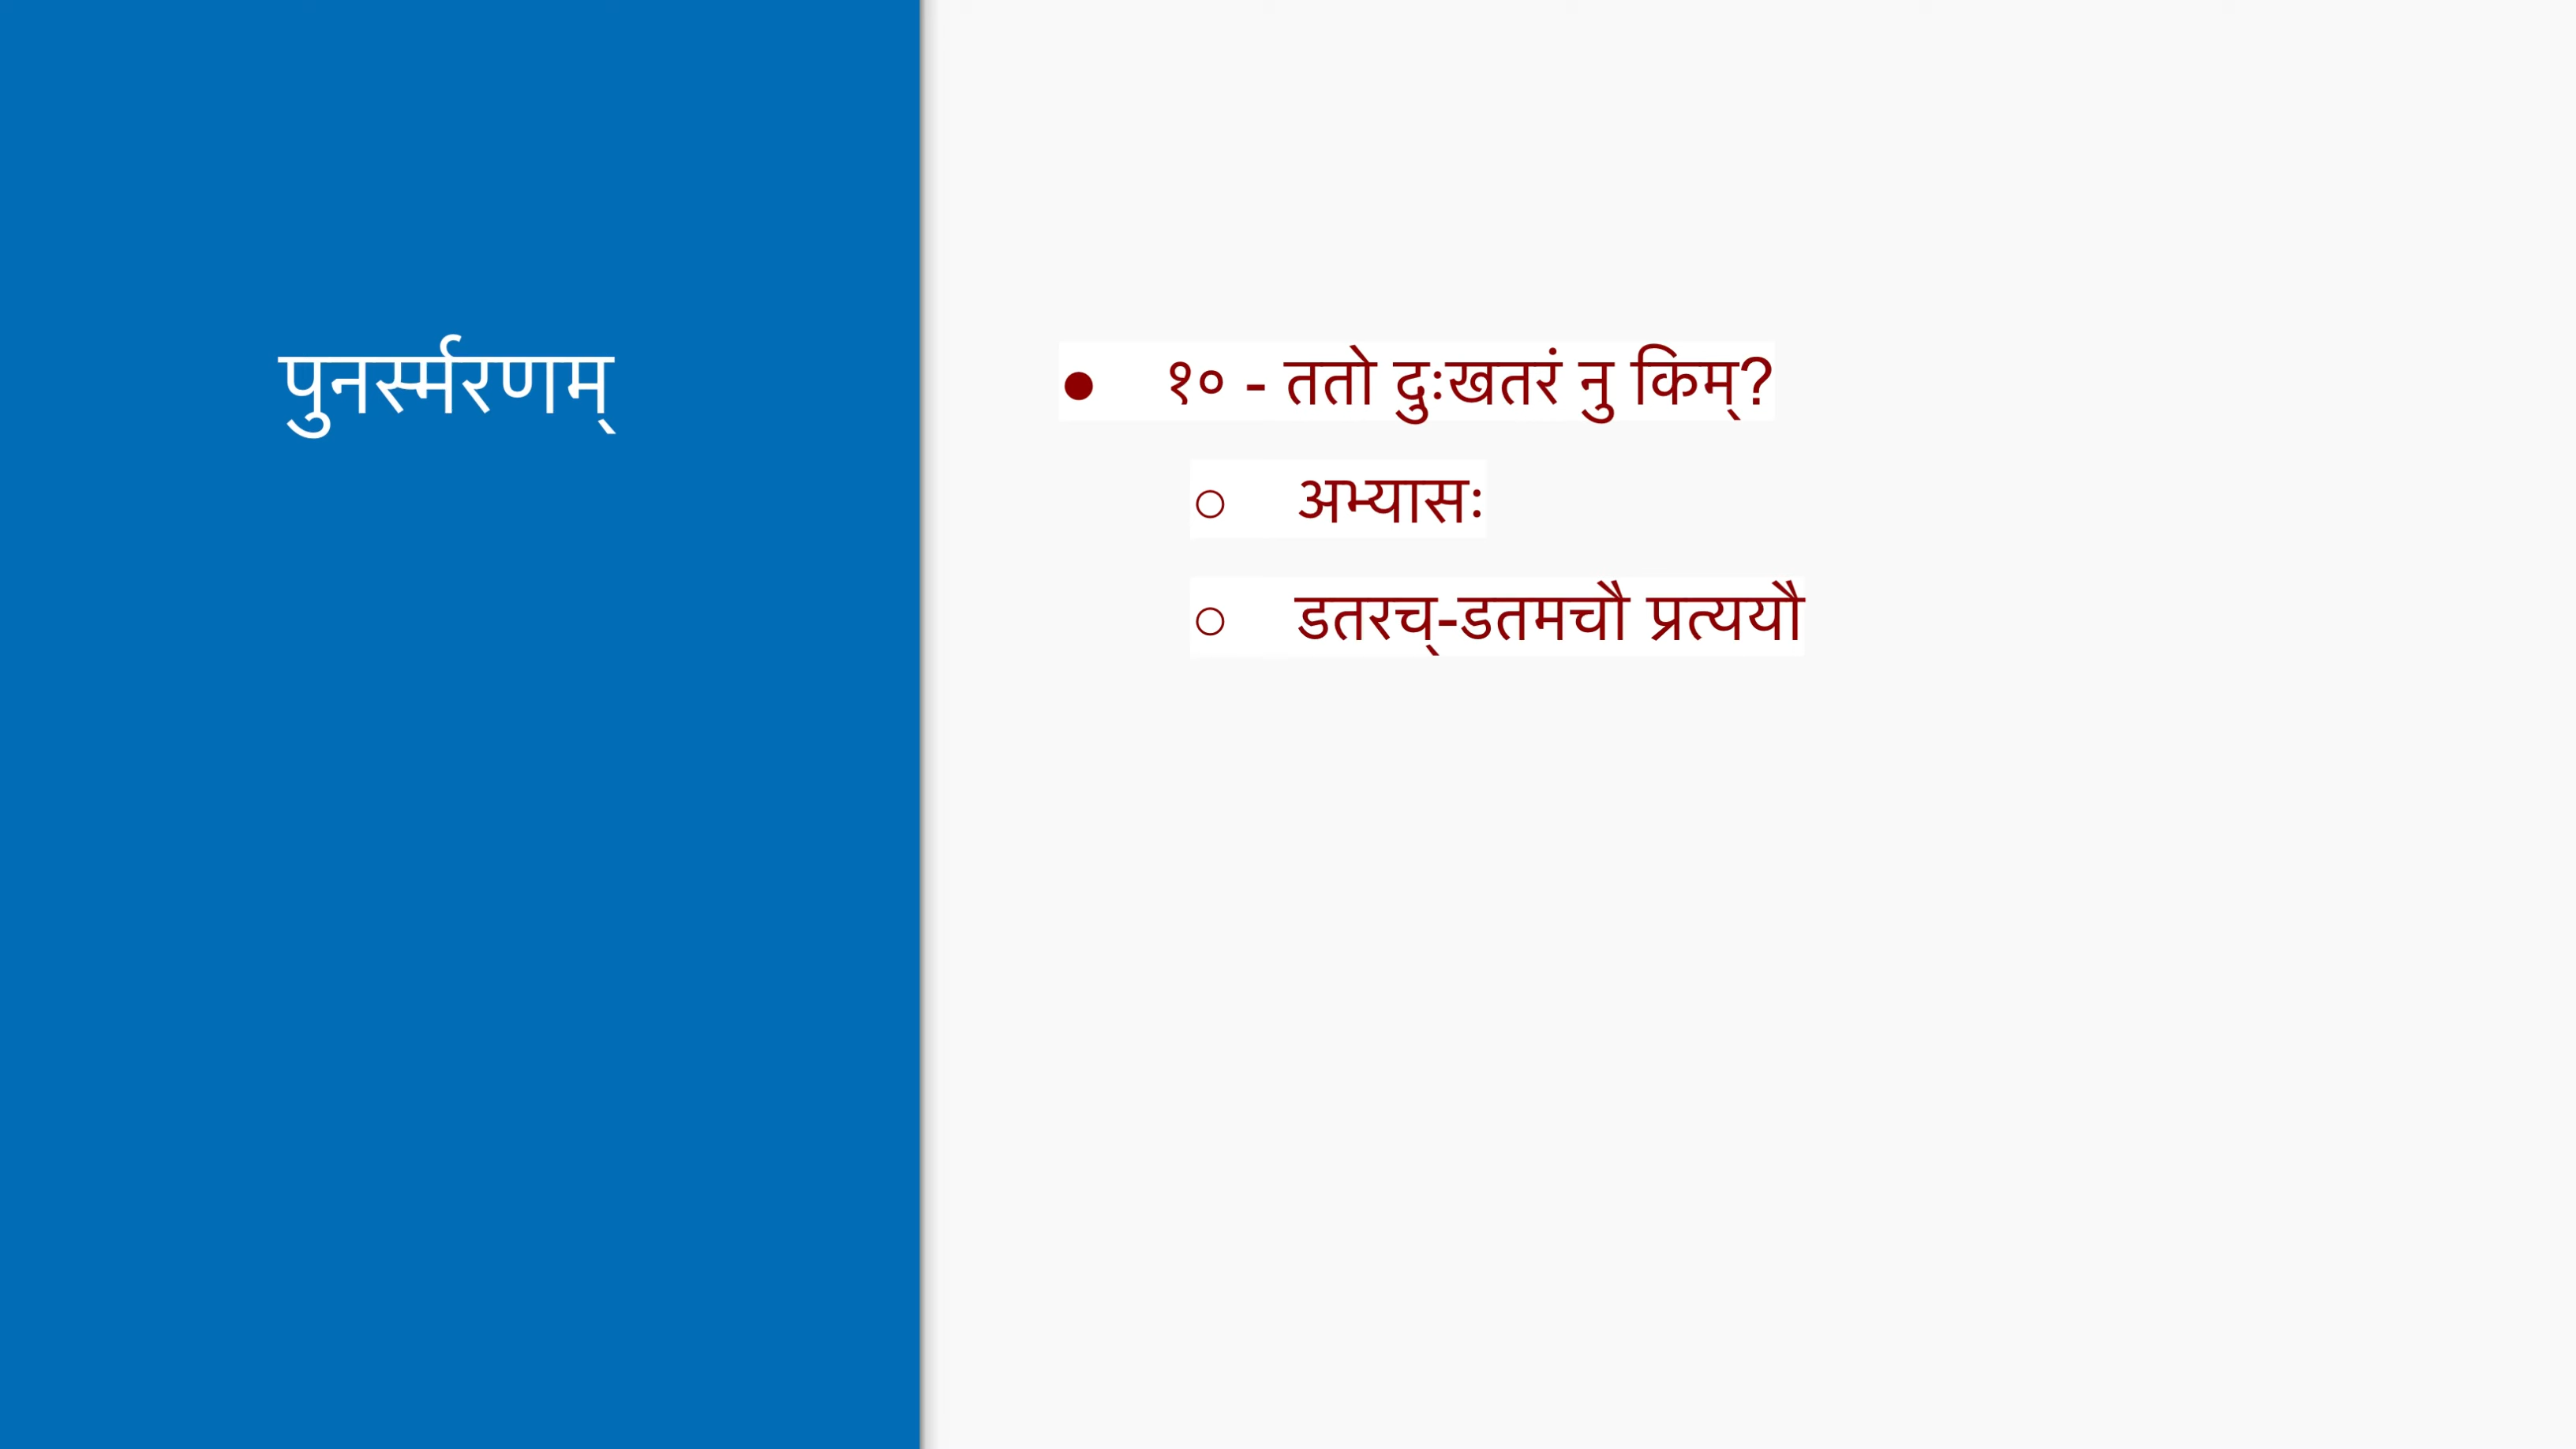 पुनर्स्मरणम्
● १० - ततो दुःखतरं नु किम्?
○ अभ्यासः
○ डतरच्-डतमचौ प्रत्ययौ